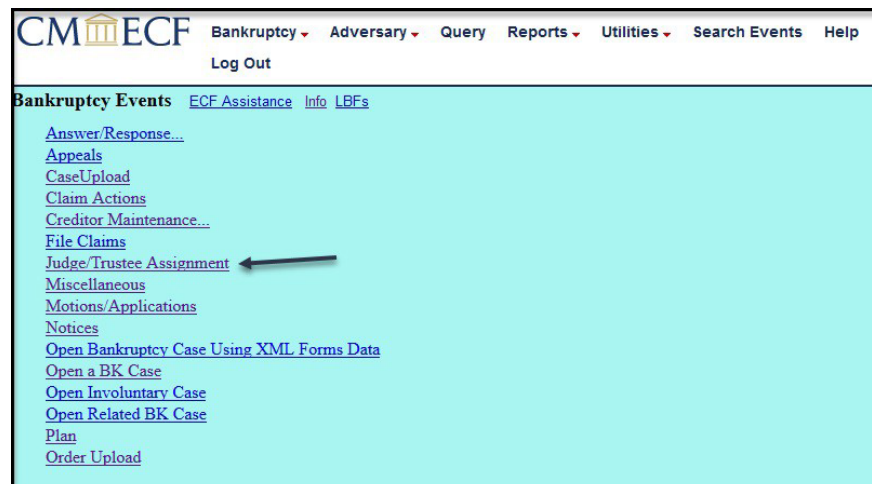 CM ECF Bankruptcy Adversary Query Reports Utilities Search Events Help
Log Out
Bankruptcy Events ECF Assistance Info LBFs
Answer/Response...
Appeals
CaseUpload
Claim Actions
Creditor Maintenance...
File Claims
Judge/Trustee Assignment
Miscellaneous
Motions/Applications
Notices
Open Bankruptcy Case Using XML Forms Data
Open a BK Case
Open Involuntary Case
Open Related BK Case
Plan
Order Upload